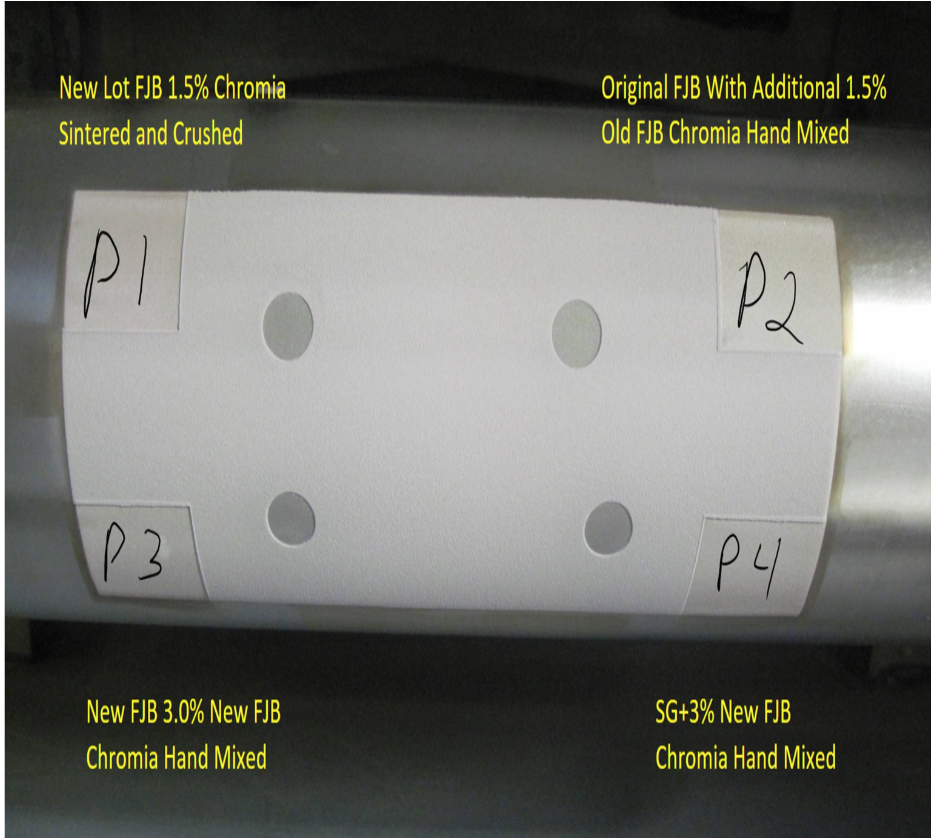 New Lot FJB 1.5% Chromia
Sintered and Crushed
Original FJB With Additional 1.5%
Old FJB Chromia Hand Mixed
P1
P2
P3
P4
New FJB 3.0% New FJB
Chromia Hand Mixed
SG+3% New FJB
Chromia Hand Mixed